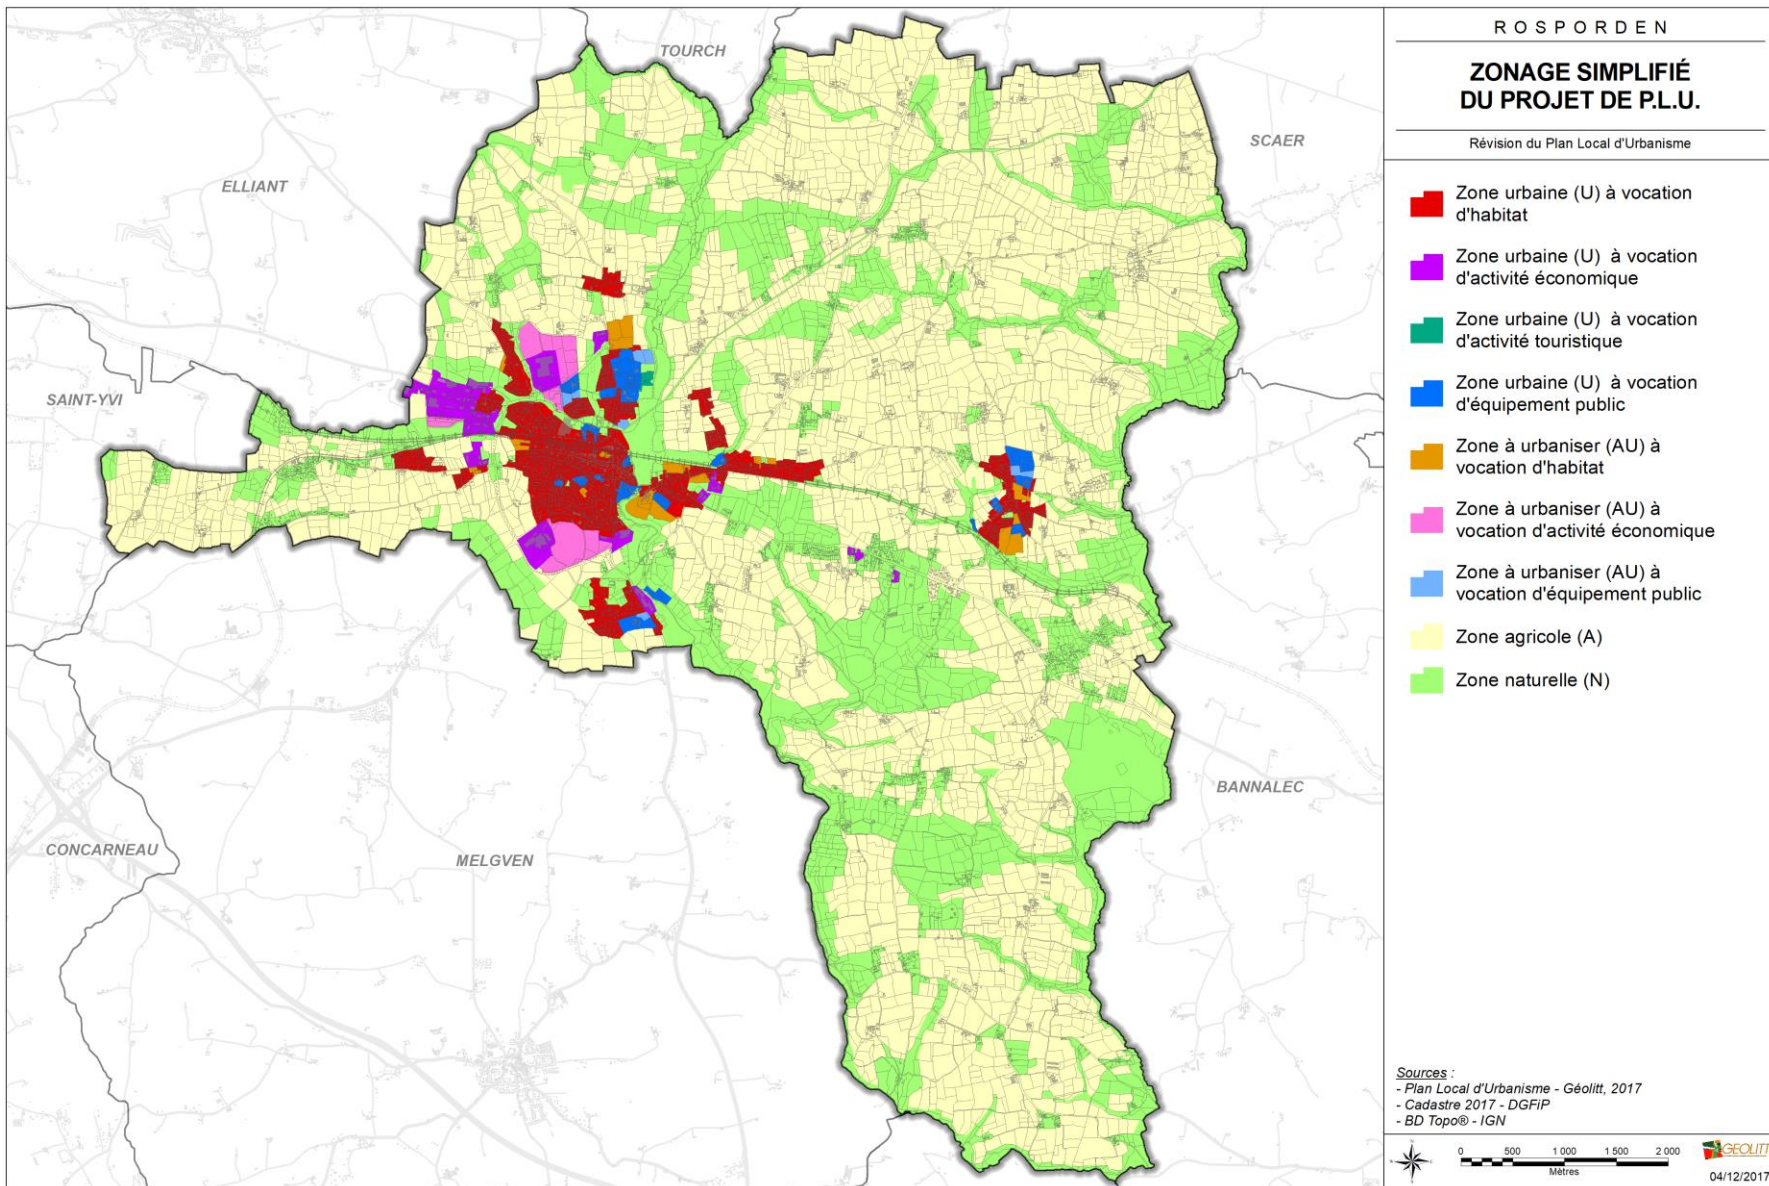 TOURCH
SCAER
ELLIANT
SAINT-YVI
BANNALEC
CONCARNEAU
MELGVEN
ROSPORDEN
ZONAGE SIMPLIFIÉ
DU PROJET DE P.L.U.
Révision du Plan Local d'Urbanisme
Zone urbaine (U) à vocation
d'habitat
Zone urbaine (U) à vocation
d'activité économique
Zone urbaine (U) à vocation
d'activité touristique
Zone urbaine (U) à vocation
d'équipement public
Zone à urbaniser (AU) à
vocation d'habitat
Zone à urbaniser (AU) à
vocation d'activité économique
Zone à urbaniser (AU) à
vocation d'équipement public
Zone agricole (A)
Zone naturelle (N)
Sources :
- Plan Local d'Urbanisme - Géolitt, 2017
- Cadastre 2017 - DGFiP
- BD Topo® - IGN
0 500 1 000 1 500 2 000
Mètres
GEOLITT
04/12/2017